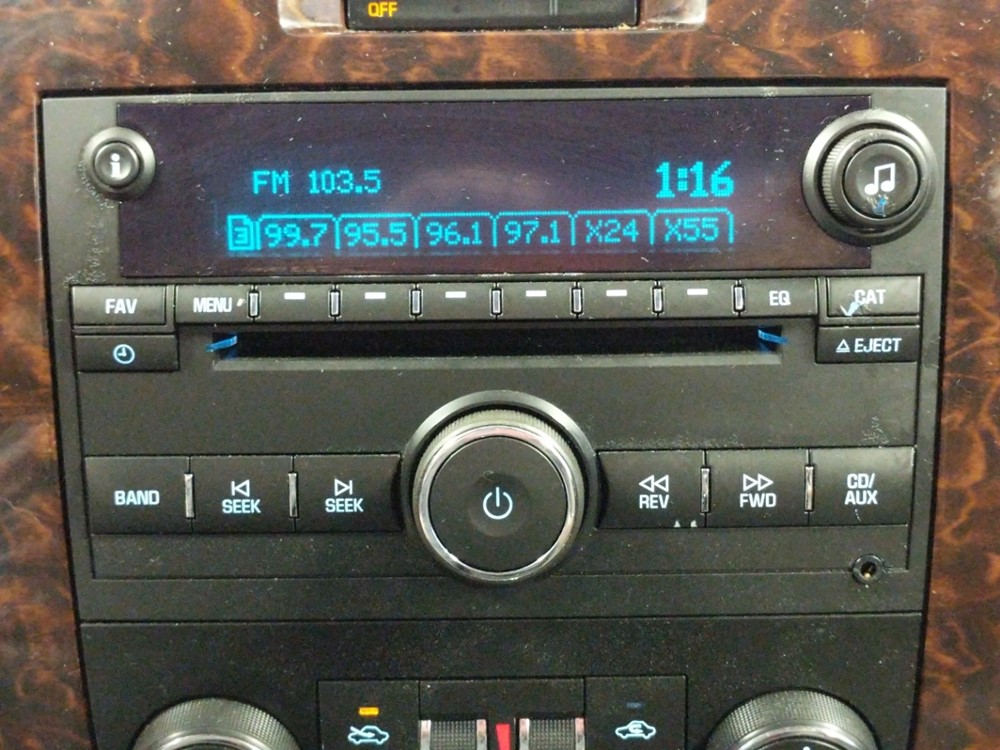 OFF
i
FM 103.5 1:16
3 99.7 95.5 96.1 97.1 X24 X55
FAV MENU EQ CAT
EJECT
BAND SEEK SEEK REV FWD CD/
AUX